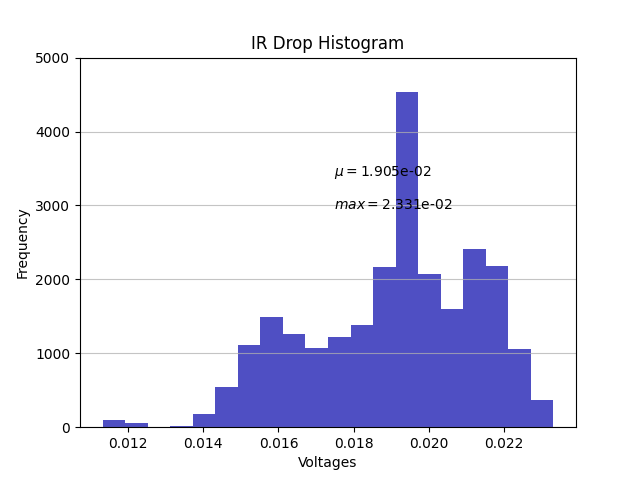 IR Drop Histogram
5000
4000
3000
2000
1000
0
Frequency
μ = 1.905e-02
max = 2.331e-02
0.012 0.014 0.016 0.018 0.020 0.022
Voltages